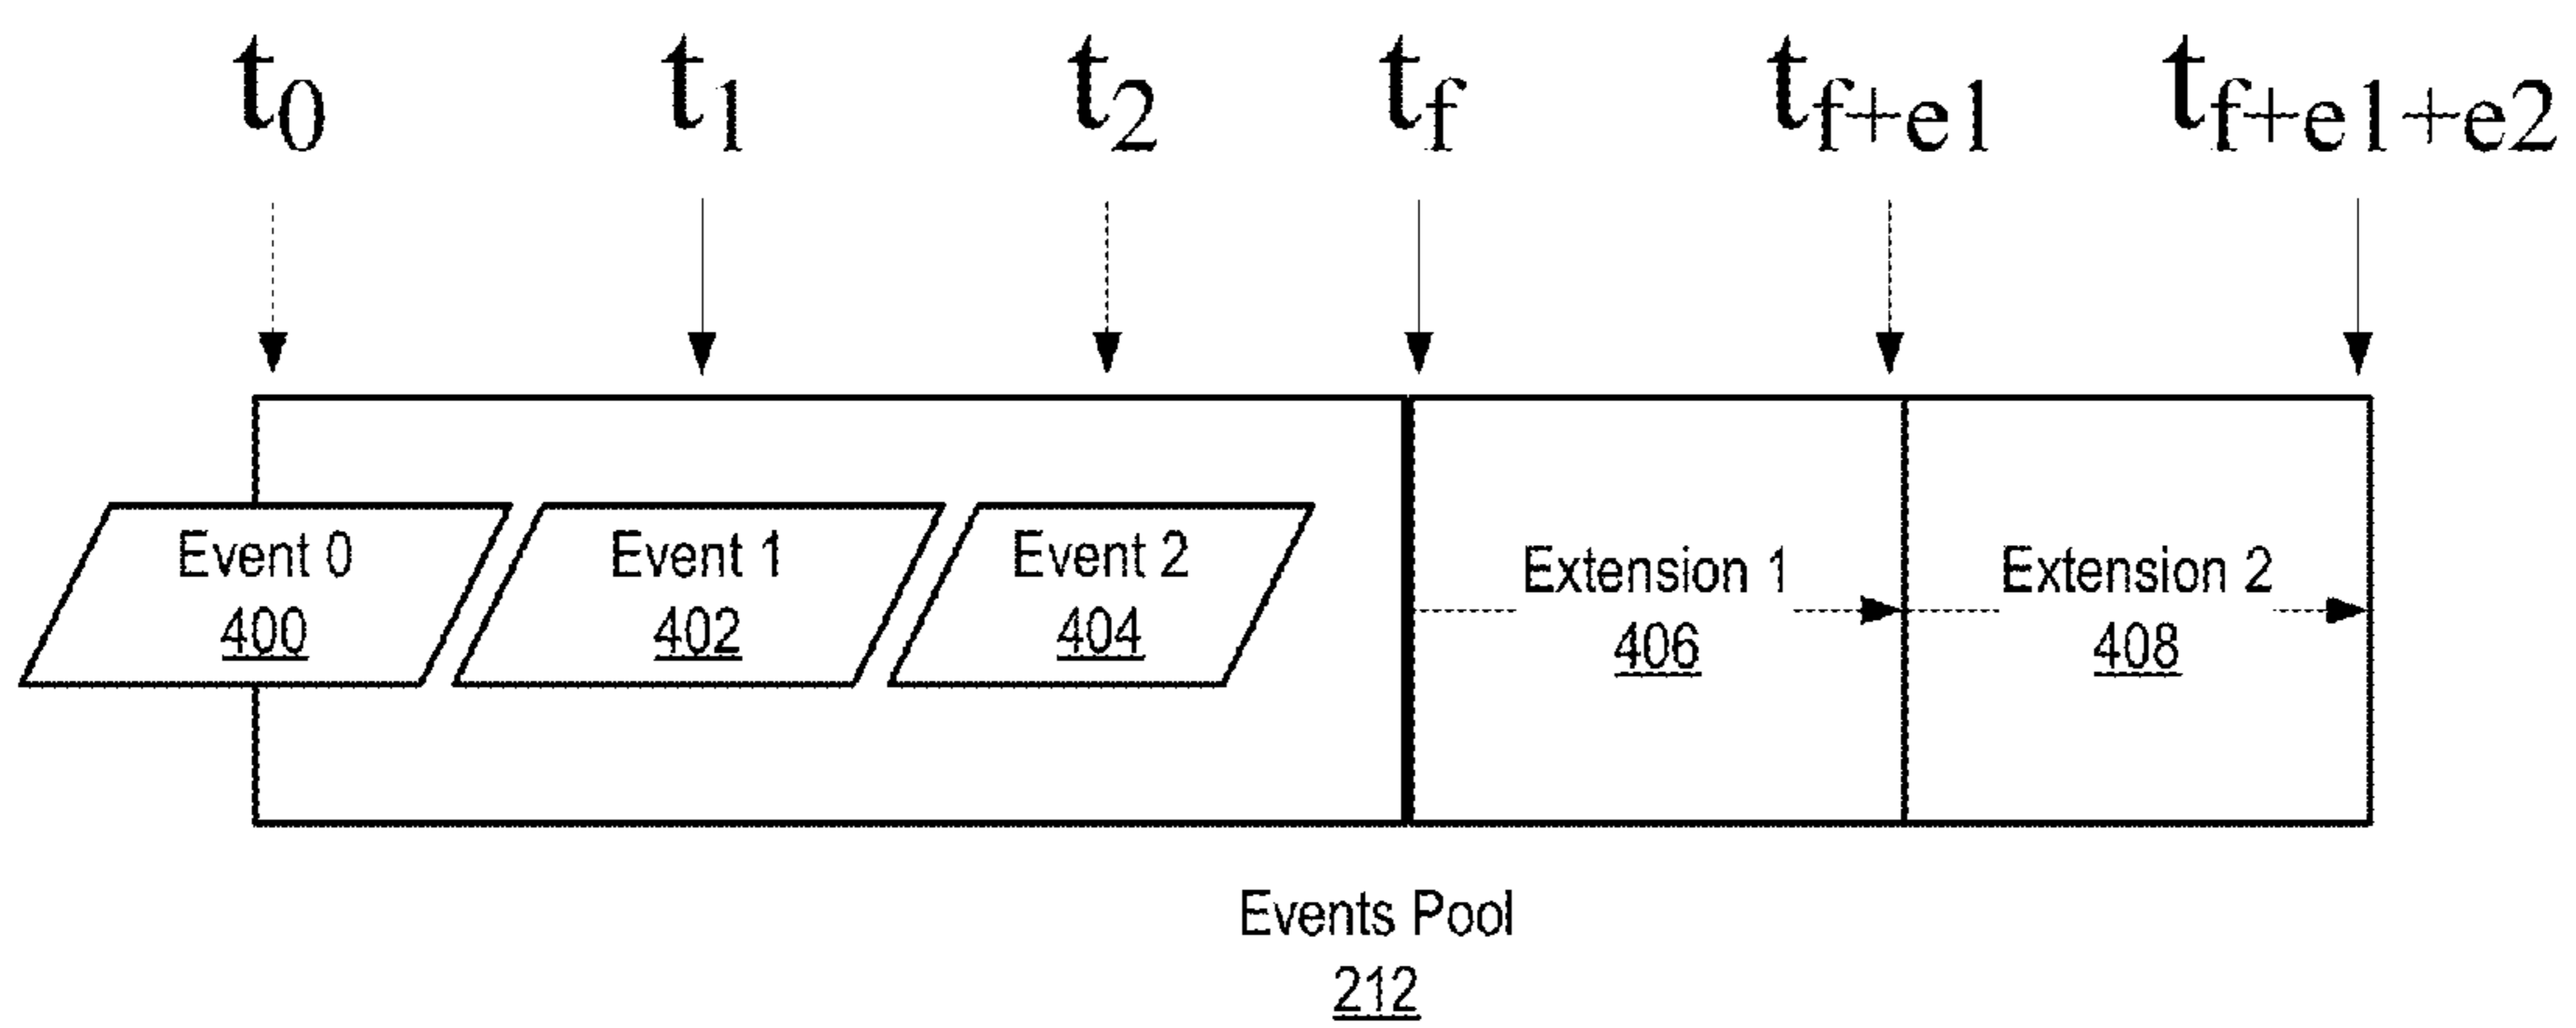 t0 t1 t2 tf tf+e1 tf+e1+e2
Event 0
400
Event 1
402
Event 2
404
Extension 1
406
Extension 2
408
Events Pool
212